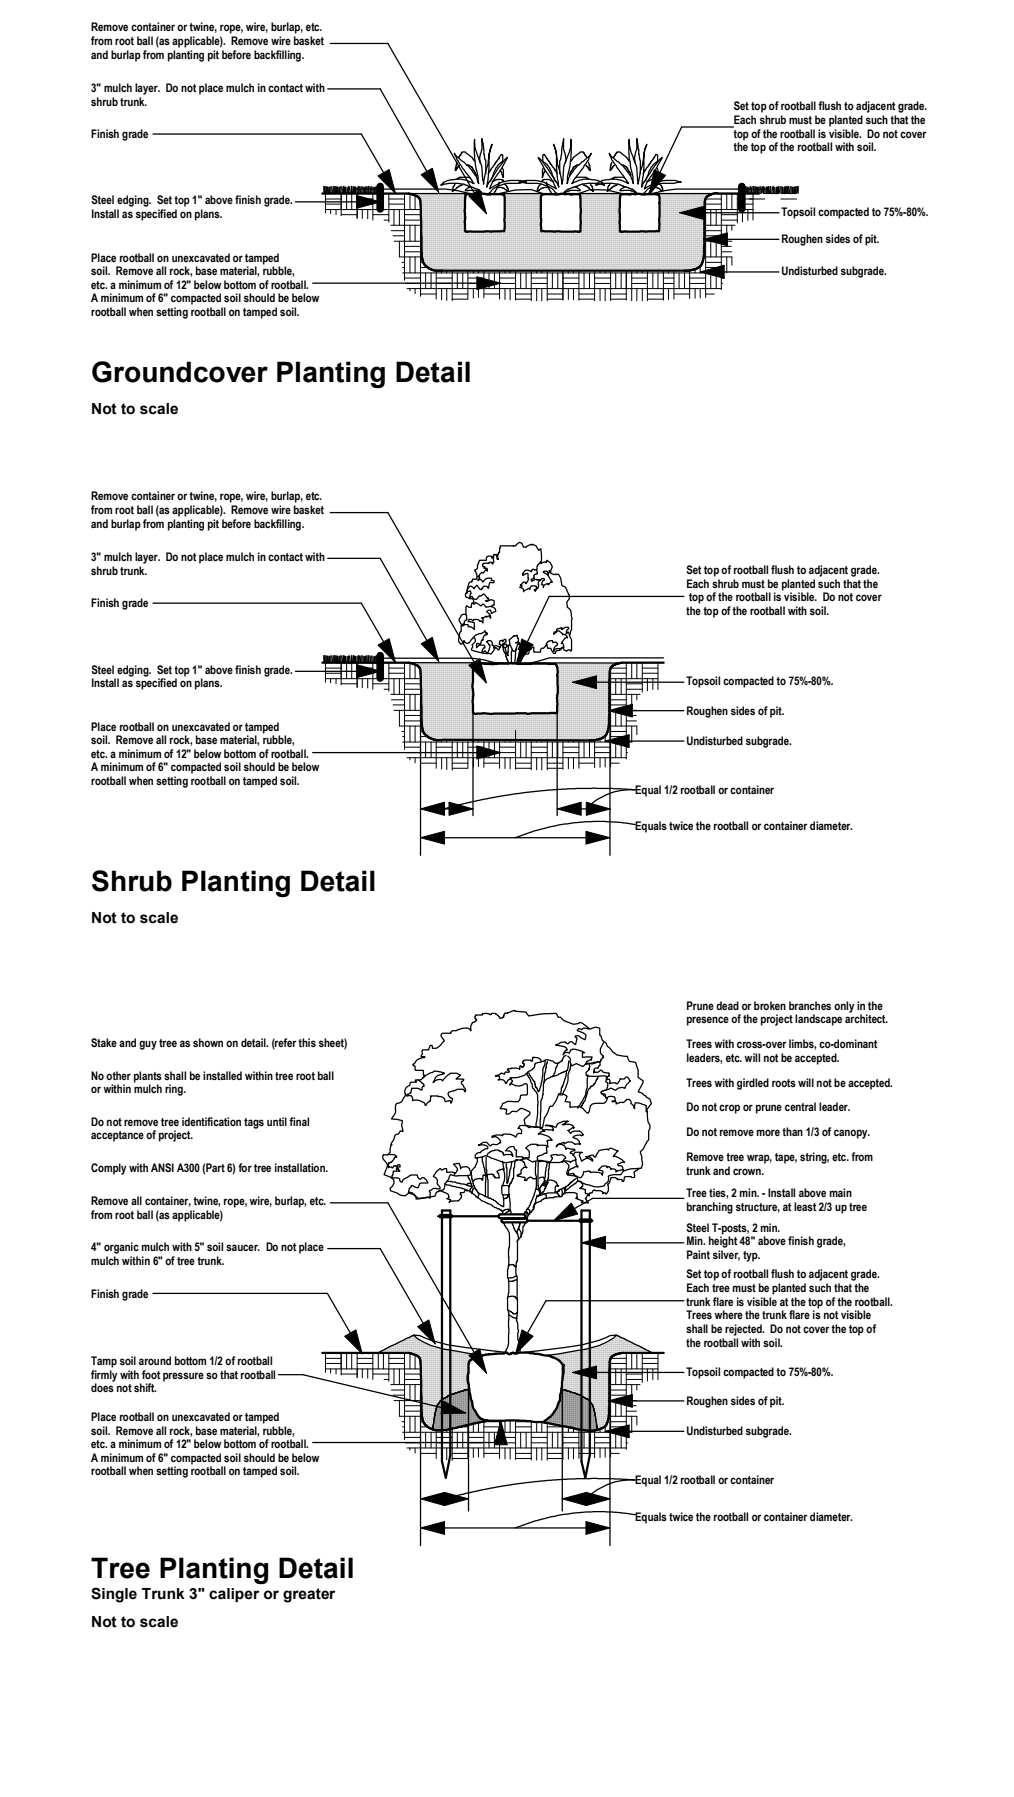 Remove container or twine, rope, wire, burlap, etc.
from root ball (as applicable). Remove wire basket
and burlap from planting pit before backfilling.
3" mulch layer. Do not place mulch in contact with
shrub trunk.
Finish grade
Steel edging. Set top 1" above finish grade.
Install as specified on plans.
Place rootball on unexcavated or tamped
soil. Remove all rock, base material, rubble,
etc. a minimum of 12" below bottom of rootball.
A minimum of 6" compacted soil should be below
rootball when setting rootball on tamped soil.
Set top of rootball flush to adjacent grade.
Each shrub must be planted such that the
top of the rootball is visible. Do not cover
the top of the rootball with soil.
Topsoil compacted to 75%-80%.
Roughen sides of pit.
Undisturbed subgrade.
Groundcover Planting Detail
Not to scale
Remove container or twine, rope, wire, burlap, etc.
from root ball (as applicable). Remove wire basket
and burlap from planting pit before backfilling.
3" mulch layer. Do not place mulch in contact with
shrub trunk.
Finish grade
Steel edging. Set top 1" above finish grade.
Install as specified on plans.
Place rootball on unexcavated or tamped
soil. Remove all rock, base material, rubble,
etc. a minimum of 12" below bottom of rootball.
A minimum of 6" compacted soil should be below
rootball when setting rootball on tamped soil.
Set top of rootball flush to adjacent grade.
Each shrub must be planted such that the
top of the rootball is visible. Do not cover
the top of the rootball with soil.
Topsoil compacted to 75%-80%.
Roughen sides of pit.
Undisturbed subgrade.
Equal 1/2 rootball or container
Equals twice the rootball or container diameter.
Shrub Planting Detail
Not to scale
Stake and guy tree as shown on detail. (refer this sheet)
No other plants shall be installed within tree root ball
or within mulch ring.
Do not remove tree identification tags until final
acceptance of project.
Comply with ANSI A300 (Part 6) for tree installation.
Remove all container, twine, rope, wire, burlap, etc.
from root ball (as applicable)
4" organic mulch with 5" soil saucer. Do not place
mulch within 6" of tree trunk.
Finish grade
Tamp soil around bottom 1/2 of rootball
firmly with foot pressure so that rootball
does not shift.
Place rootball on unexcavated or tamped
soil. Remove all rock, base material, rubble,
etc. a minimum of 12" below bottom of rootball.
A minimum of 6" compacted soil should be below
rootball when setting rootball on tamped soil.
Prune dead or broken branches only in the
presence of the project landscape architect.
Trees with cross-over limbs, co-dominant
leaders, etc. will not be accepted.
Trees with girdled roots will not be accepted.
Do not crop or prune central leader.
Do not remove more than 1/3 of canopy.
Remove tree wrap, tape, string, etc. from
trunk and crown.
Tree ties, 2 min. - Install above main
branching structure, at least 2/3 up tree
Steel T-posts, 2 min.
Min. height 48" above finish grade,
Paint silver, typ.
Set top of rootball flush to adjacent grade.
Each tree must be planted such that the
trunk flare is visible at the top of the rootball.
Trees where the trunk flare is not visible
shall be rejected. Do not cover the top of
the rootball with soil.
Topsoil compacted to 75%-80%.
Roughen sides of pit.
Undisturbed subgrade.
Equal 1/2 rootball or container
Equals twice the rootball or container diameter.
Tree Planting Detail
Single Trunk 3" caliper or greater
Not to scale